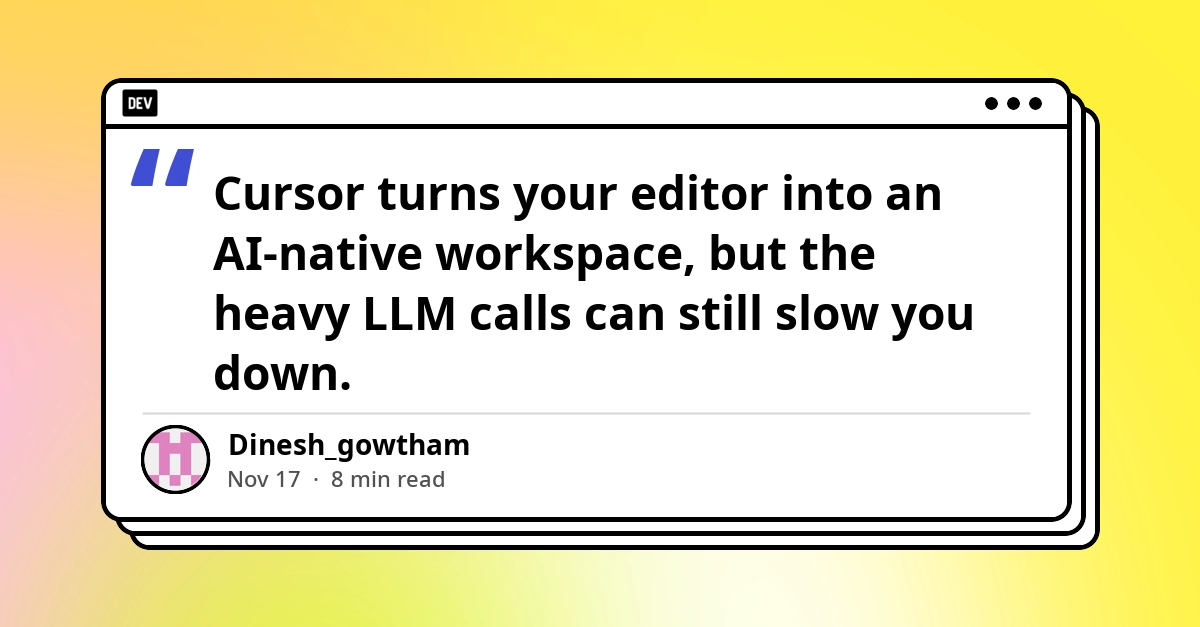 DEV
“
Cursor turns your editor into an
AI-native workspace, but the
heavy LLM calls can still slow you
down.
Dinesh_gowtham
Nov 17 · 8 min read